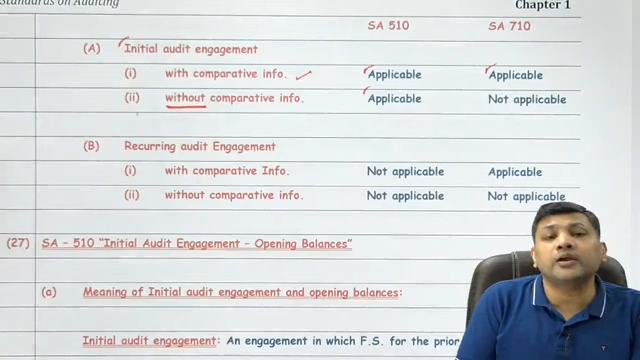 Standards on Auditing Chapter 1
SA 510 SA 710
(A) Initial audit engagement
(i) with comparative info. Applicable Applicable
(ii) without comparative info. Applicable Not applicable
(B) Recurring audit Engagement
(i) with comparative Info. Not applicable Applicable
(ii) without comparative info. Not applicable Not applicable
(27) SA – 510 "Initial Audit Engagement – Opening Balances"
(a) Meaning of Initial audit engagement and opening balances:
Initial audit engagement: An engagement in which F.S. for the prior